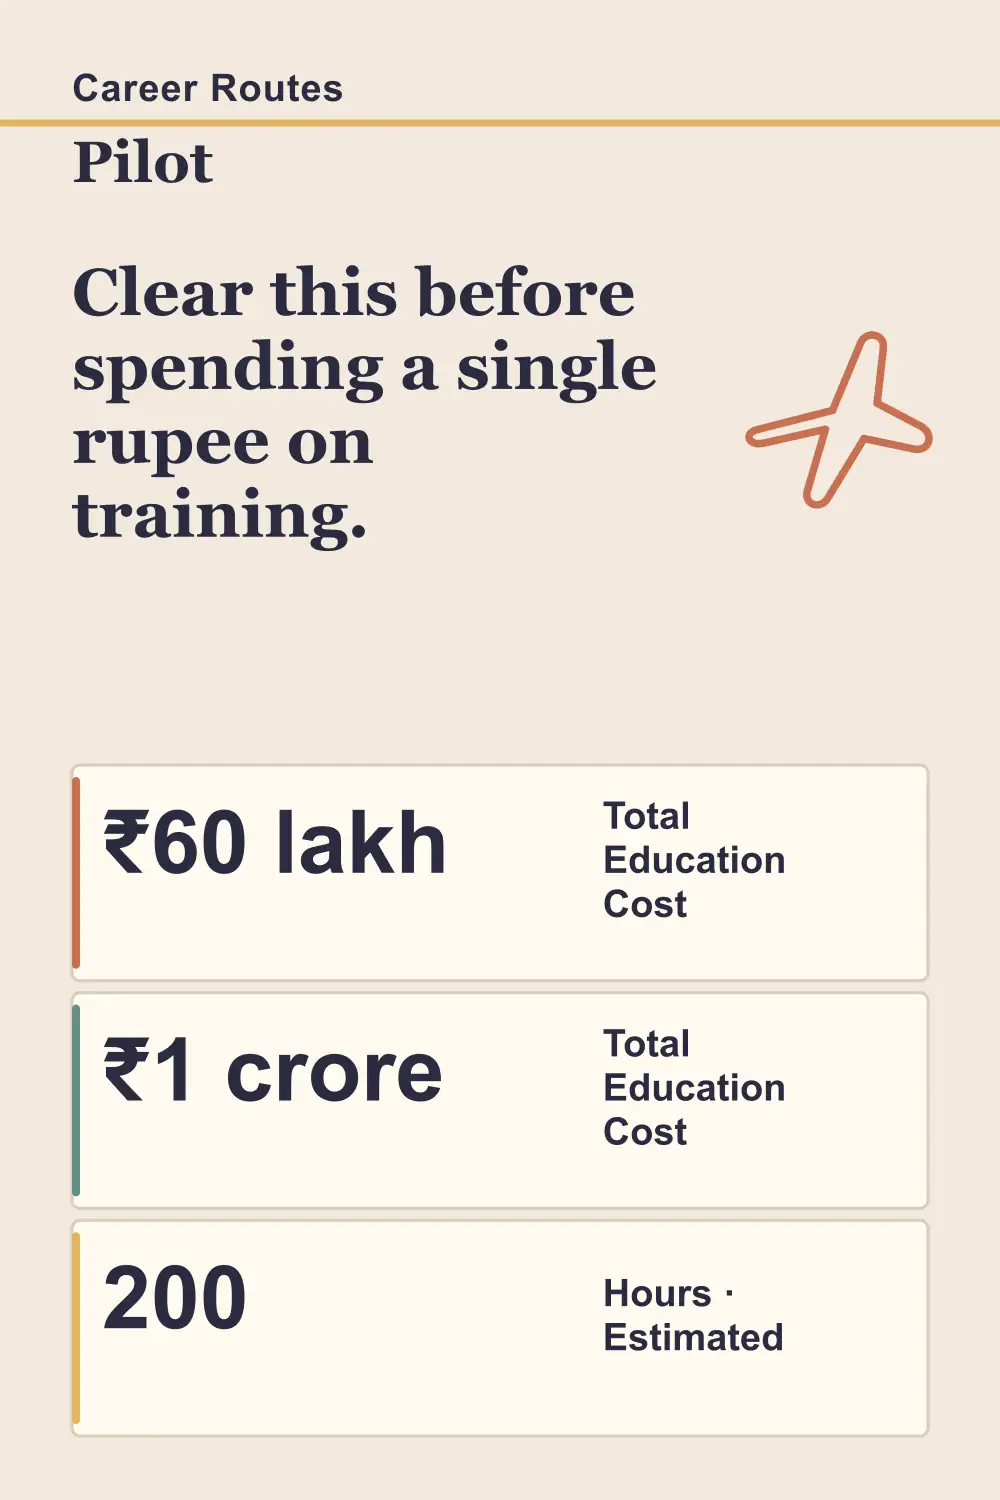 Career Routes
Pilot
Clear this before
spending a single
rupee on
training.
₹60 lakh
Total
Education
Cost
₹1 crore
Total
Education
Cost
200
Hours ·
Estimated